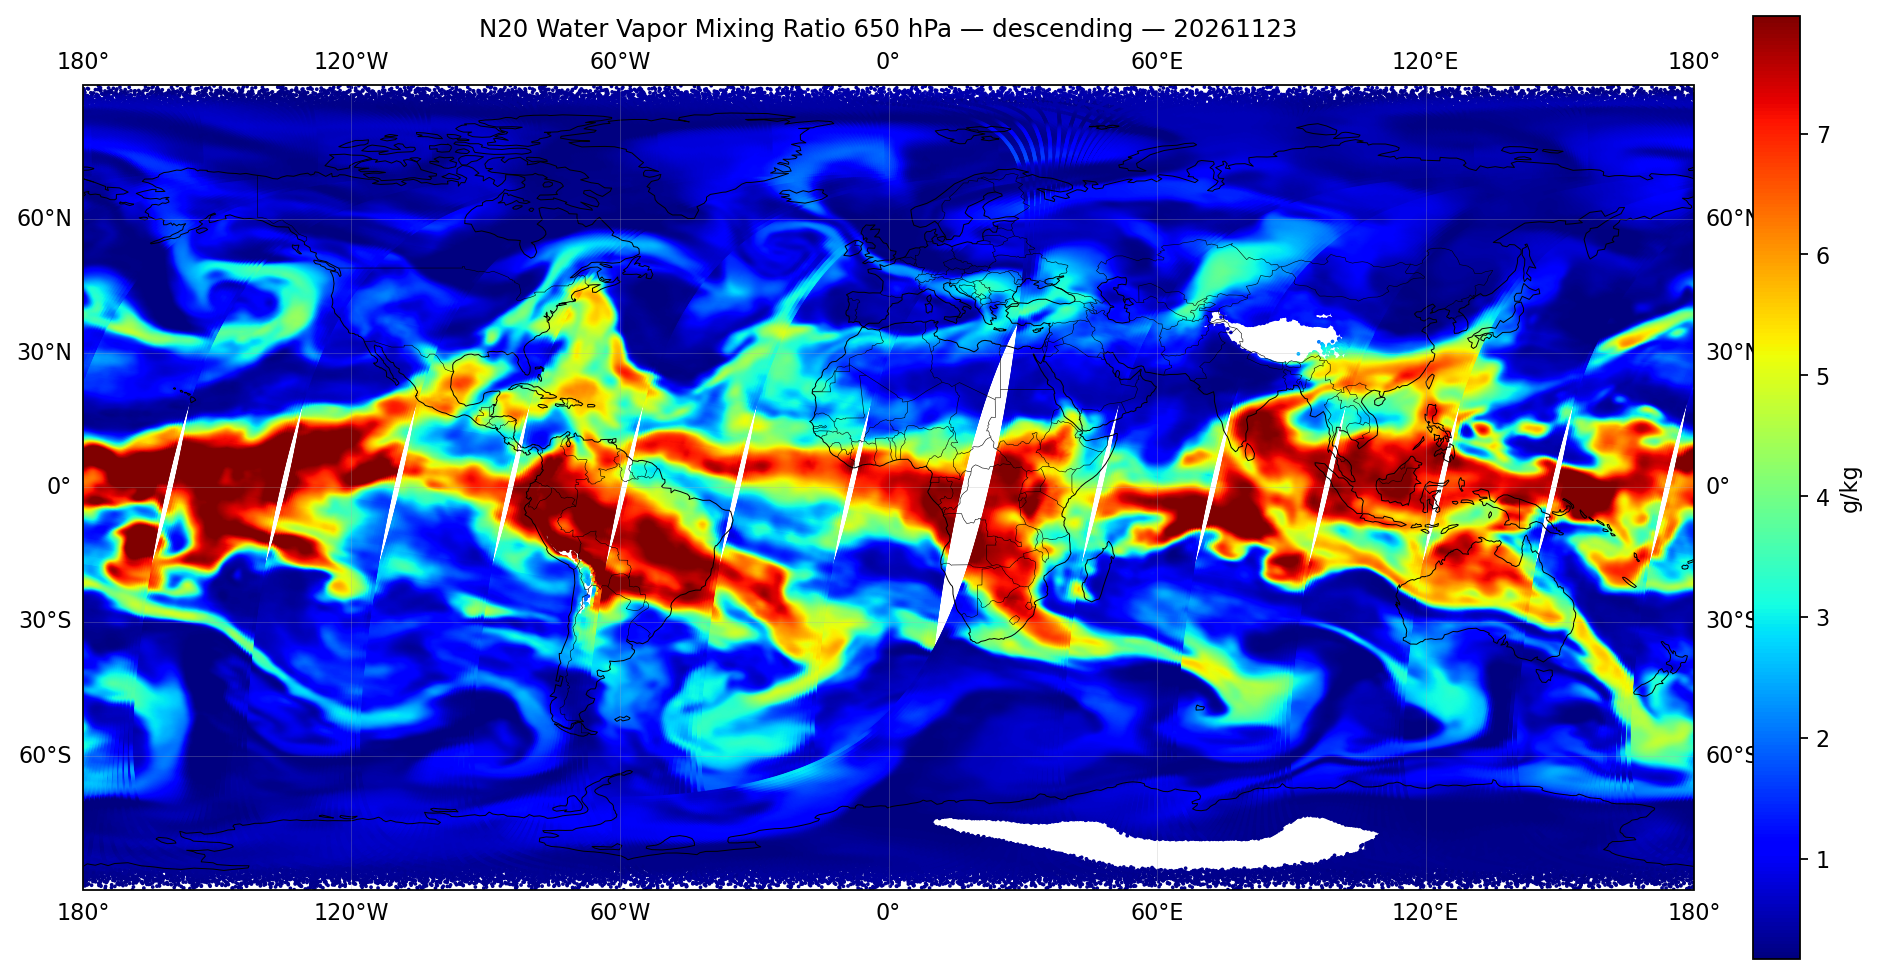 N20 Water Vapor Mixing Ratio 650 hPa — descending — 20261123
180° 120°W 60°W 0° 60°E 120°E 180°
60°N 60°N
30°N 30°N
0° 0°
30°S 30°S
60°S 60°S
180° 120°W 60°W 0° 60°E 120°E 180°
7
6
5
4
3
2
1
g/kg